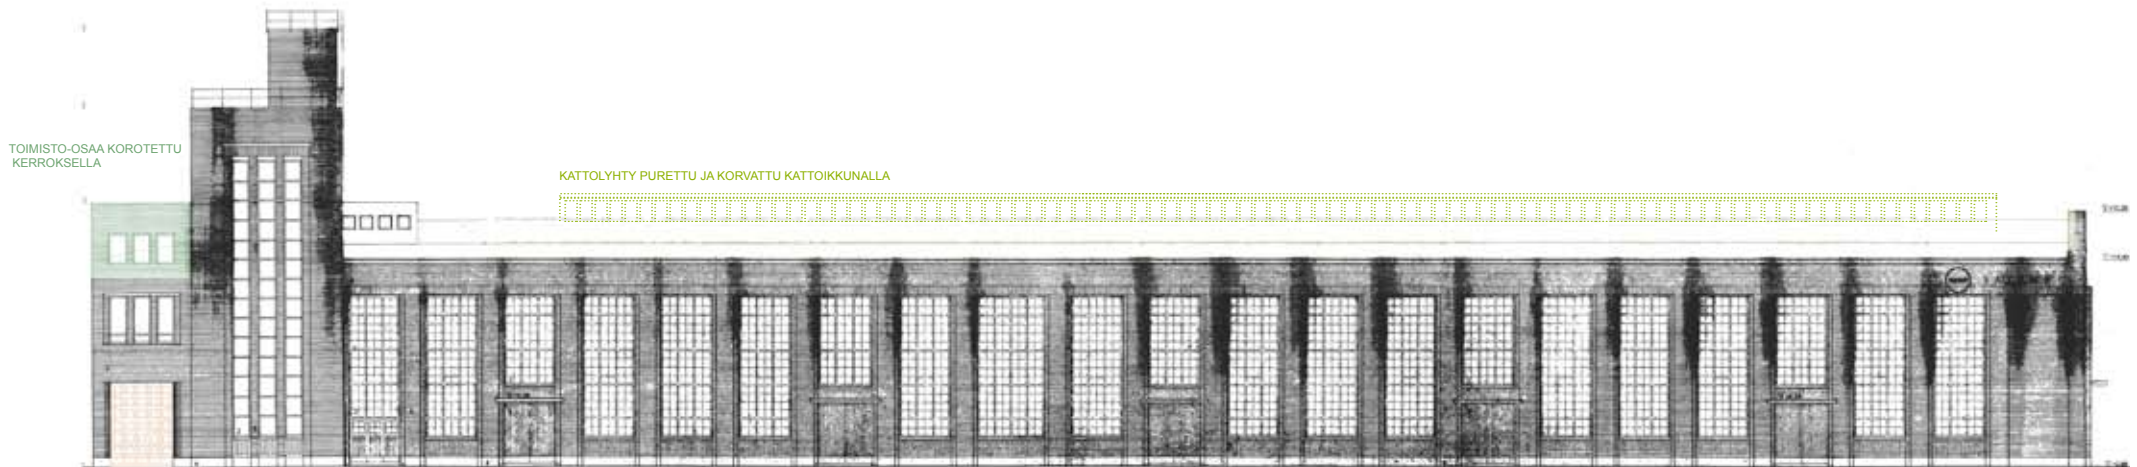 TOIMISTO-OSAA KOROTETTU
KERROKSELLA
KATTOLYHTY PURETTU JA KORVATTU KATTOIKKUNALLA